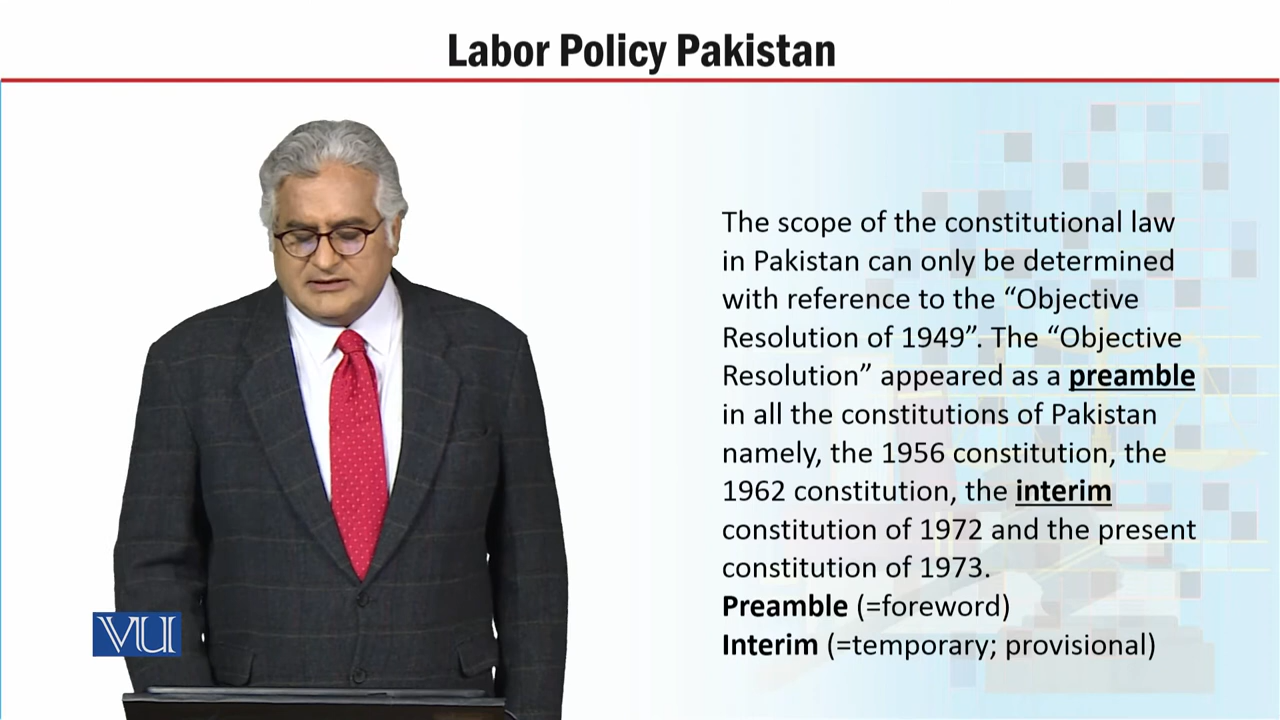 Labor Policy Pakistan
The scope of the constitutional law
in Pakistan can only be determined
with reference to the “Objective
Resolution of 1949”. The “Objective
Resolution” appeared as a preamble
in all the constitutions of Pakistan
namely, the 1956 constitution, the
1962 constitution, the interim
constitution of 1972 and the present
constitution of 1973.
Preamble (=foreword)
Interim (=temporary; provisional)
VU